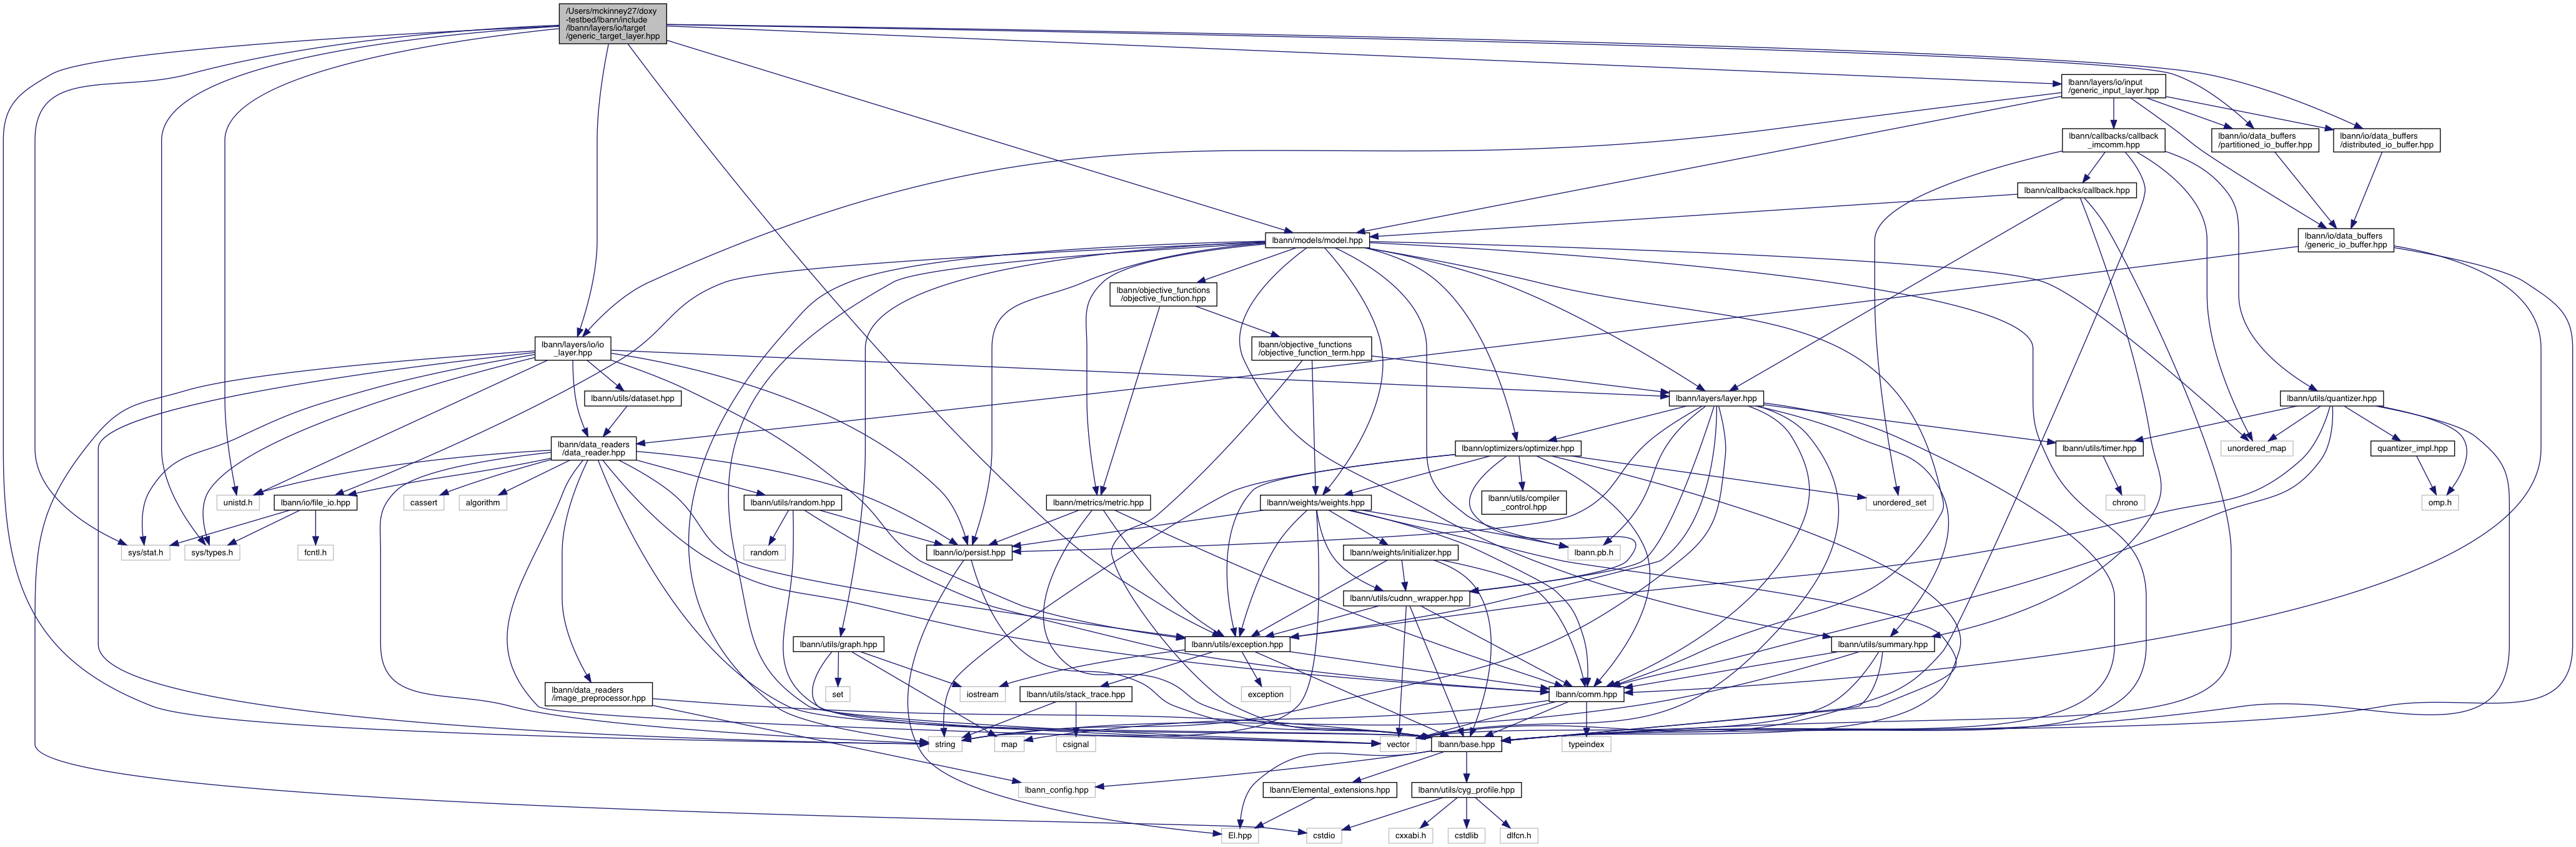 /Users/mckinney27/doxy
-testbed/lbann/include
/lbann/layers/io/target
/generic_target_layer.hpp
lbann/layers/io/input
/generic_input_layer.hpp
lbann/callbacks/callback
_imcomm.hpp
lbann/io/data_buffers
/partitioned_io_buffer.hpp
lbann/io/data_buffers
/distributed_io_buffer.hpp
lbann/callbacks/callback.hpp
lbann/models/model.hpp
lbann/io/data_buffers
/generic_io_buffer.hpp
lbann/objective_functions
/objective_function.hpp
lbann/layers/io/io
_layer.hpp
lbann/objective_functions
/objective_function_term.hpp
lbann/utils/dataset.hpp
lbann/layers/layer.hpp
lbann/utils/quantizer.hpp
lbann/data_readers
/data_reader.hpp
lbann/optimizers/optimizer.hpp
lbann/utils/timer.hpp
unordered_map
quantizer_impl.hpp
unistd.h
lbann/io/file_io.hpp
cassert
algorithm
lbann/utils/random.hpp
lbann/metrics/metric.hpp
lbann/weights/weights.hpp
lbann/utils/compiler
_control.hpp
unordered_set
chrono
omp.h
sys/stat.h
sys/types.h
fcntl.h
random
lbann/io/persist.hpp
lbann/weights/initializer.hpp
lbann.pb.h
lbann/utils/cudnn_wrapper.hpp
lbann/utils/graph.hpp
lbann/utils/exception.hpp
lbann/utils/summary.hpp
lbann/data_readers
/image_preprocessor.hpp
set
iostream
lbann/utils/stack_trace.hpp
exception
lbann/comm.hpp
string
map
csignal
vector
lbann/base.hpp
typeindex
lbann_config.hpp
lbann/Elemental_extensions.hpp
lbann/utils/cyg_profile.hpp
El.hpp
cstdio
cxxabi.h
cstdlib
dlfcn.h